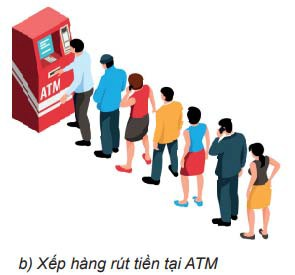 ATM
b) Xếp hàng rút tiền tại ATM